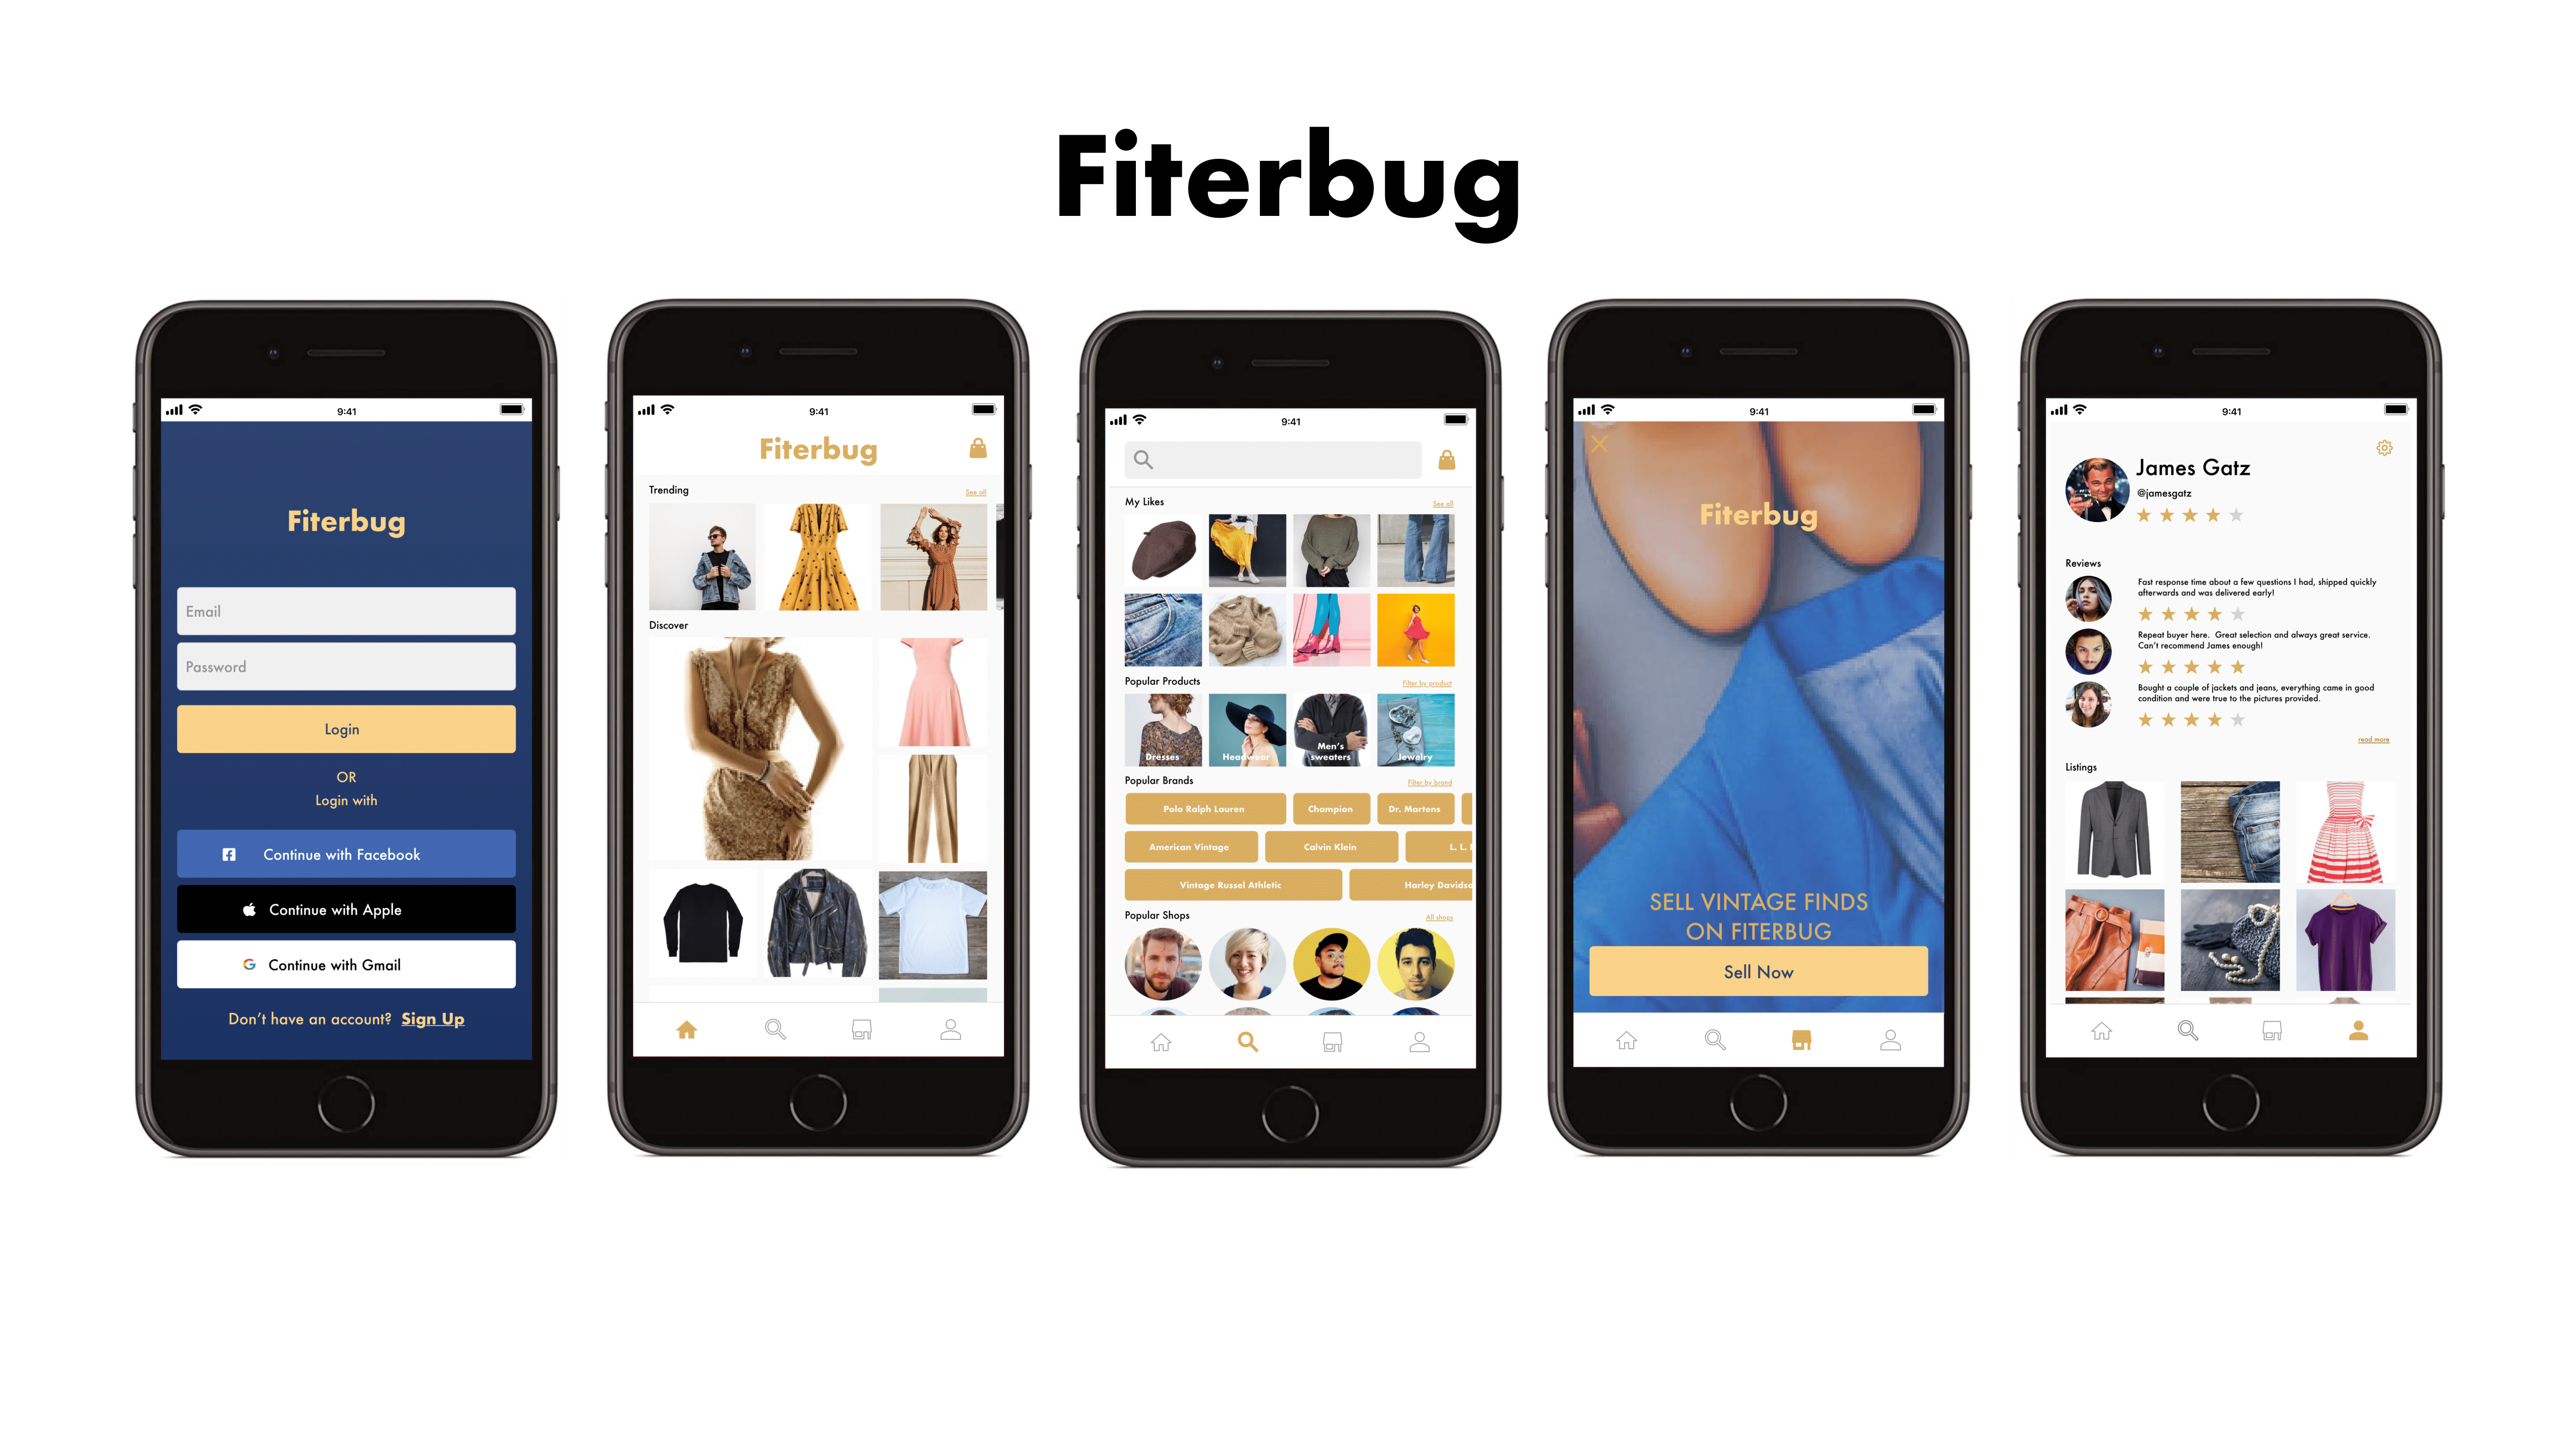 Fiterbug
9:41
Fiterbug
Email
Password
Login
OR
Login with
Continue with Facebook
Continue with Apple
Continue with Gmail
Don't have an account? Sign Up
9:41
Fiterbug
Trending
See all
Discover
9:41
My Likes
See all
Popular Products
Filter by product
Dresses
Headwear
Men's
sweaters
Jewelry
Popular Brands
Filter by brand
Polo Ralph Lauren
Champion
Dr. Martens
American Vintage
Calvin Klein
L. L.
Vintage Russel Athletic
Harley Davidso
Popular Shops
All shops
9:41
Fiterbug
SELL VINTAGE FINDS
ON FITERBUG
Sell Now
9:41
James Gatz
@jamesgatz
Reviews
Fast response time about a few questions I had, shipped quickly
afterwards and was delivered early!
Repeat buyer here. Great selection and always great service.
Can't recommend James enough!
Bought a couple of jackets and jeans, everything came in good
condition and were true to the pictures provided.
read more
Listings